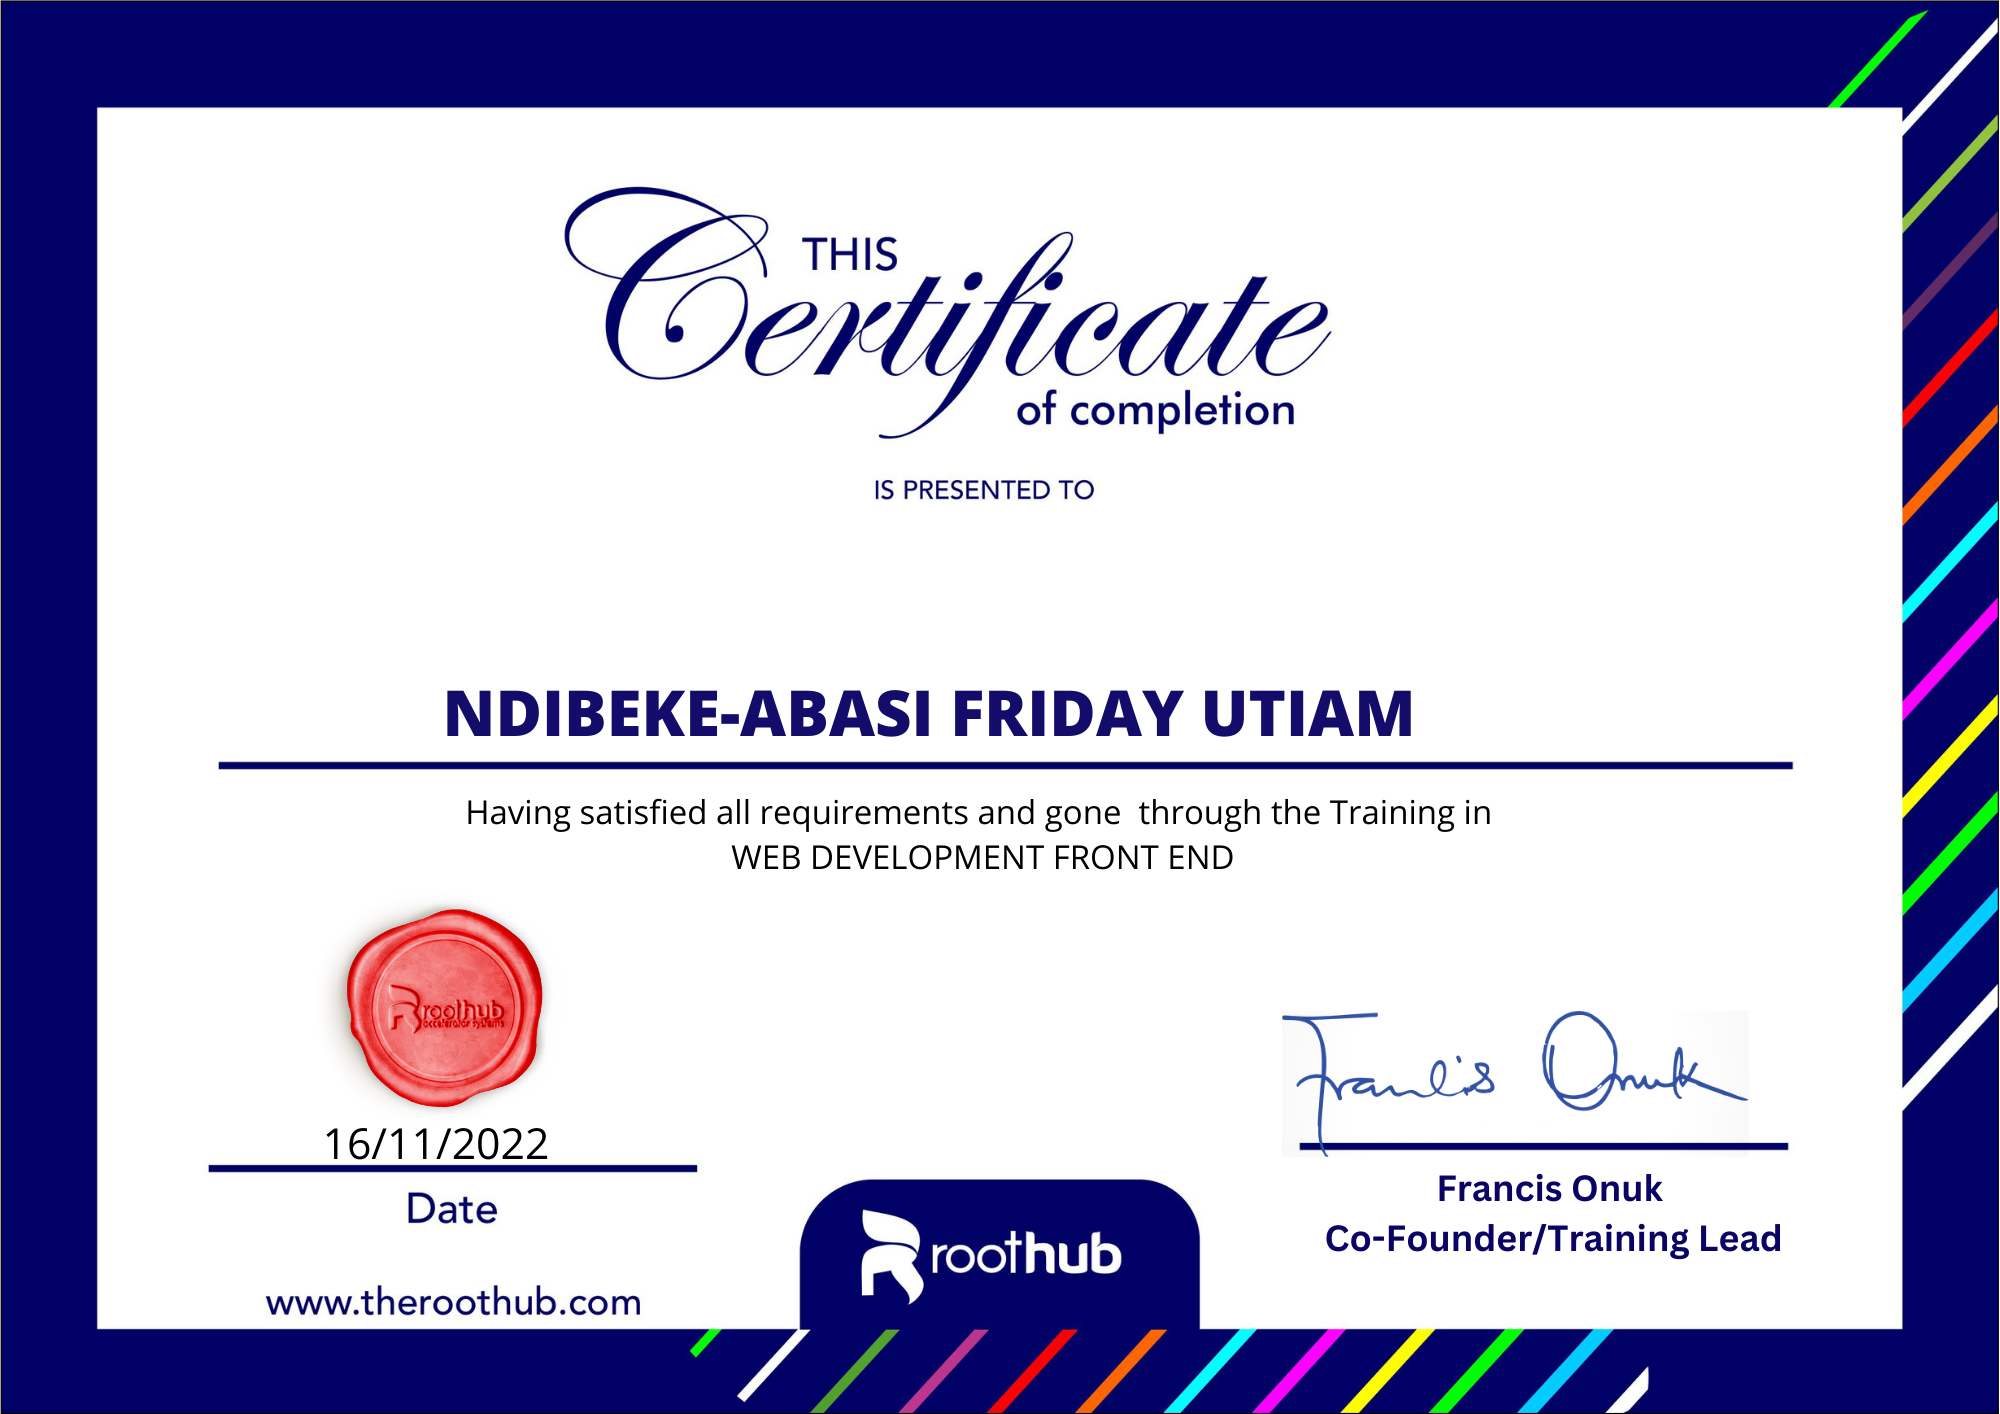 THIS
Certificate
of completion
IS PRESENTED TO
NDIBEKE-ABASI FRIDAY UTIAM
Having satisfied all requirements and gone  through the Training in
WEB DEVELOPMENT FRONT END
roothub
accelerator systems
16/11/2022
Date
www.theroothub.com
roothub
Francis Onuk
Francis Onuk
Co-Founder/Training Lead